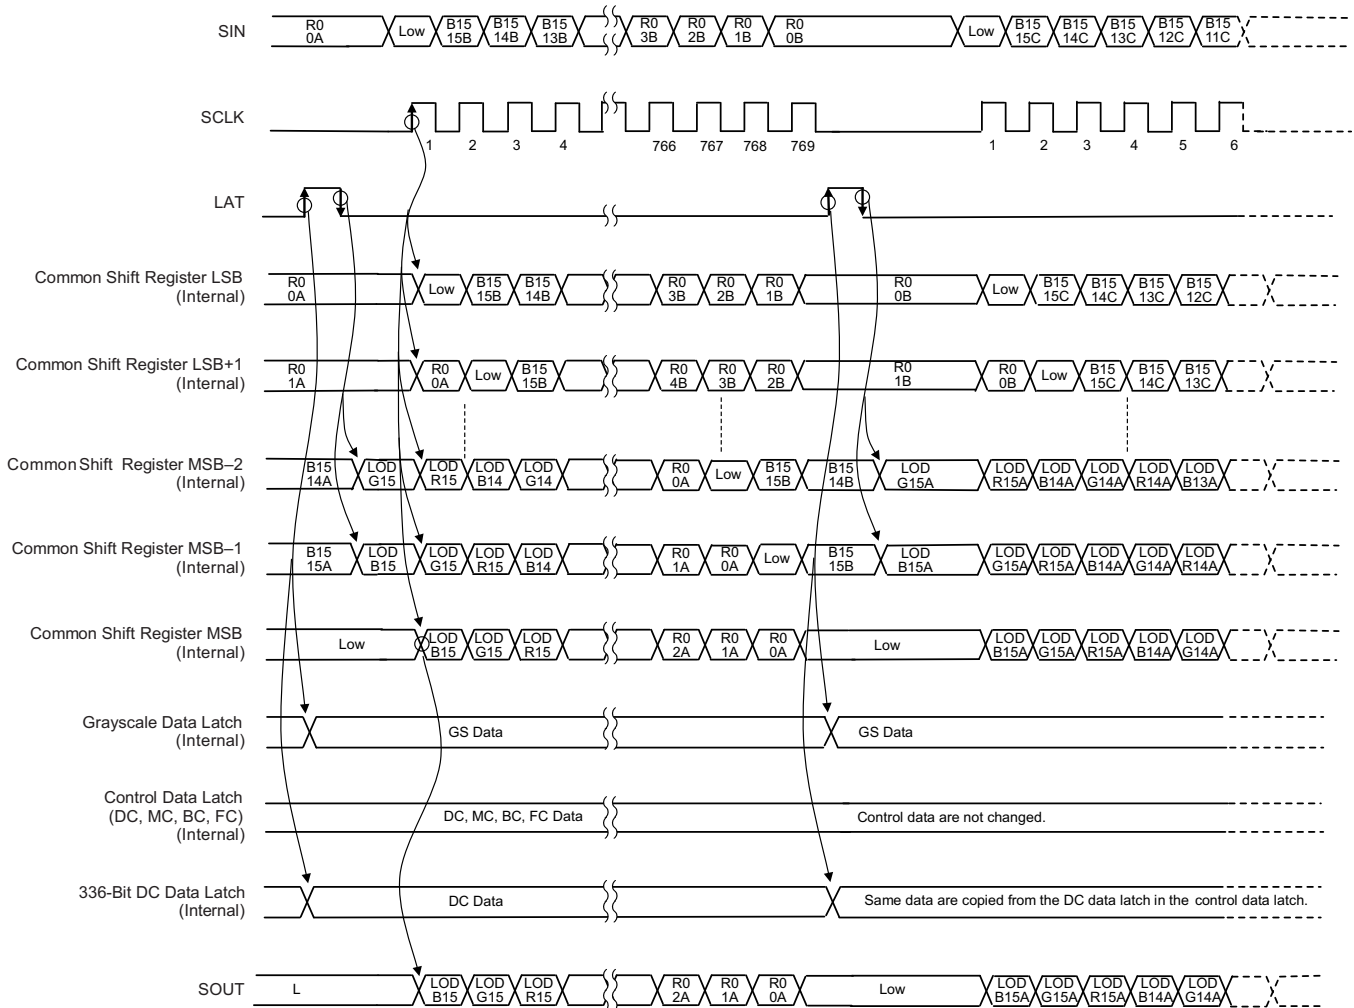 SIN
R0 0A Low B15 15B B15 14B B15 13B R0 3B R0 2B R0 1B R0 0B Low B15 15C B15 14C B15 13C B15 12C B15 11C
SCLK
1 2 3 4 766 767 768 769 1 2 3 4 5 6
LAT
Common Shift Register LSB
(Internal)
R0 0A Low B15 15B B15 14B R0 3B R0 2B R0 1B R0 0B Low B15 15C B15 14C B15 13C B15 12C
Common Shift Register LSB+1
(Internal)
R0 1A R0 0A Low B15 15B R0 4B R0 3B R0 2B R0 1B R0 0B Low B15 15C B15 14C B15 13C
Common Shift Register MSB–2
(Internal)
B15 14A LOD G15 LOD R15 LOD B14 LOD G14 R0 0A Low B15 15B B15 14B LOD G15A LOD R15A LOD B14A LOD G14A LOD R14A LOD B13A
Common Shift Register MSB–1
(Internal)
B15 15A LOD B15 LOD G15 LOD R15 LOD B14 R0 1A R0 0A Low B15 15B LOD B15A LOD G15A LOD R15A LOD B14A LOD G14A LOD R14A
Common Shift Register MSB
(Internal)
Low LOD B15 LOD G15 LOD R15 R0 2A R0 1A R0 0A Low LOD B15A LOD G15A LOD R15A LOD B14A LOD G14A
Grayscale Data Latch
(Internal)
GS Data GS Data
Control Data Latch
(DC, MC, BC, FC)
(Internal)
DC, MC, BC, FC Data Control data are not changed.
336-Bit DC Data Latch
(Internal)
DC Data Same data are copied from the DC data latch in the control data latch.
SOUT
L LOD B15 LOD G15 LOD R15 R0 2A R0 1A R0 0A Low LOD B15A LOD G15A LOD R15A LOD B14A LOD G14A